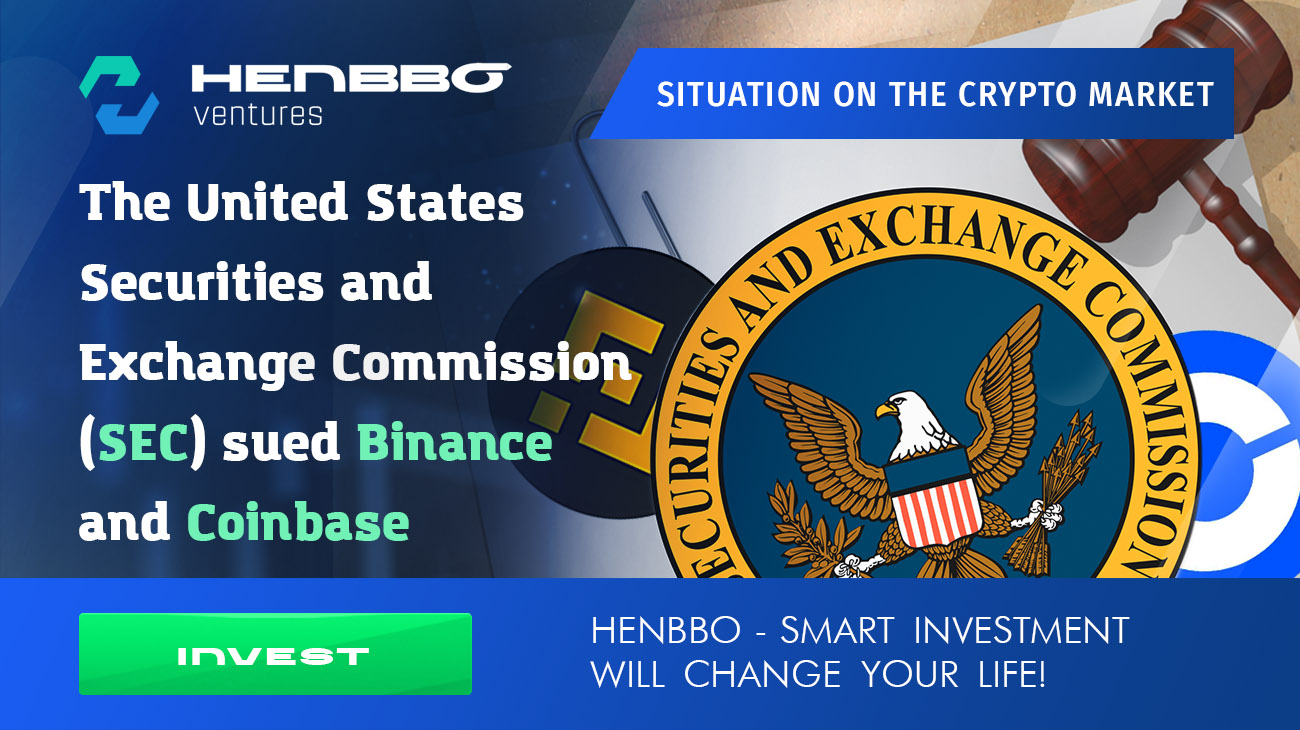 HENBBO
ventures
SITUATION ON THE CRYPTO MARKET
The United States
Securities and
Exchange Commission
(SEC) sued Binance
and Coinbase
SECURITIES AND EXCHANGE COMMISSION
INVEST
HENBBO - SMART INVESTMENT
WILL CHANGE YOUR LIFE!